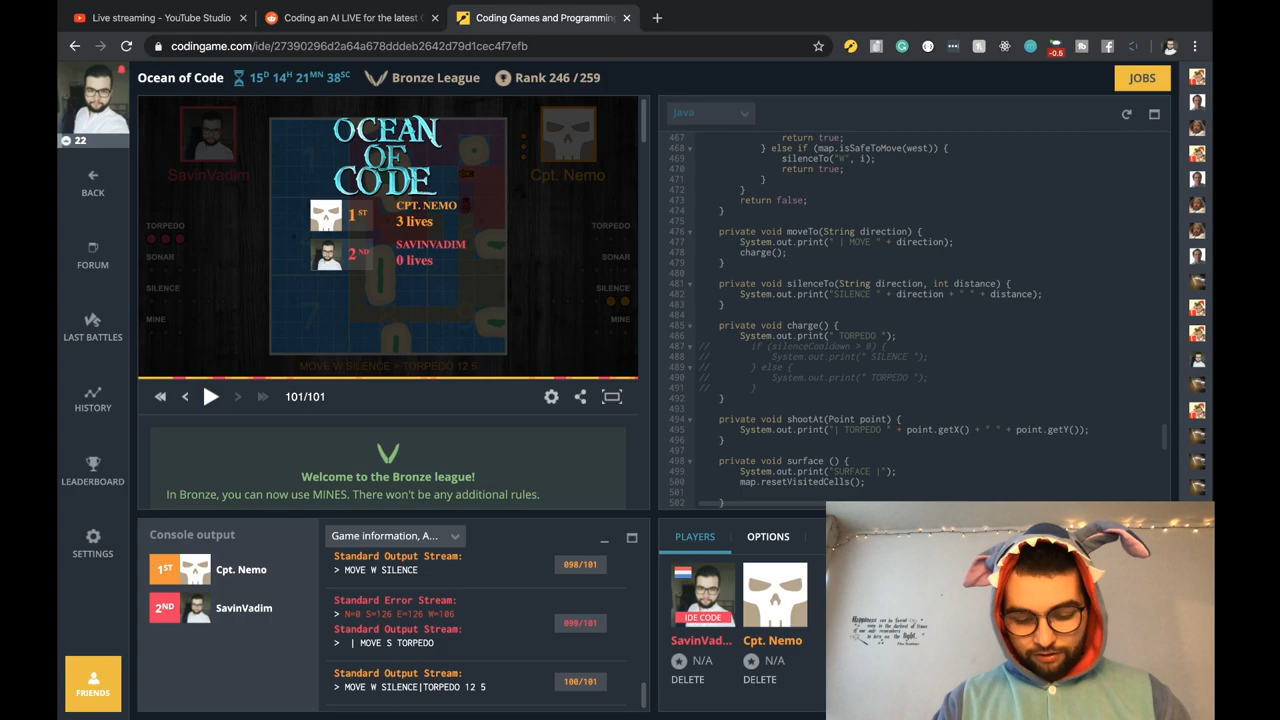 Live streaming - YouTube Studio
Coding an AI LIVE for the latest
Coding Games and Programming
codingame.com/ide/27390296d2a64a678dddeb2642d79d1cec4f7efb
-0.5
Ocean of Code
15D 14H 21MN 38SC
Bronze League
Rank 246 / 259
JOBS
22
BACK
FORUM
LAST BATTLES
HISTORY
LEADERBOARD
SETTINGS
FRIENDS
OCEAN
OF
CODE
SavinVadim
Cpt. Nemo
1ST
CPT. NEMO
3 lives
2ND
SAVINVADIM
0 lives
TORPEDO
SONAR
SILENCE
MINE
TORPEDO
SONAR
SILENCE
MINE
MOVE W SILENCE > TORPEDO 12 5
101/101
Welcome to the Bronze league!
In Bronze, you can now use MINES. There won't be any additional rules.
Java
467 return true;
468 } else if (map.isSafeToMove(west)) {
469 silenceTo("W", i);
470 return true;
471 }
472 }
473 return false;
474 }
475
476 private void moveTo(String direction) {
477 System.out.print(" | MOVE " + direction);
478 charge();
479 }
480
481 private void silenceTo(String direction, int distance) {
482 System.out.print("SILENCE " + direction + " " + distance);
483 }
484
485 private void charge() {
486 System.out.print(" TORPEDO ");
487 // if (silenceCooldown > 0) {
488 // System.out.print(" SILENCE ");
489 // } else {
490 // System.out.print(" TORPEDO ");
491 // }
492 }
493
494 private void shootAt(Point point) {
495 System.out.print("| TORPEDO " + point.getX() + " " + point.getY());
496 }
497
498 private void surface () {
499 System.out.print("SURFACE |");
500 map.resetVisitedCells();
501
502 }
Console output
1ST Cpt. Nemo
2ND SavinVadim
Game information, A...
Standard Output Stream:
> MOVE W SILENCE
098/101
Standard Error Stream:
> N=0 S=126 E=126 W=106
Standard Output Stream:
> | MOVE S TORPEDO
099/101
Standard Output Stream:
> MOVE W SILENCE|TORPEDO 12 5
100/101
PLAYERS
OPTIONS
IDE CODE
SavinVad...
N/A
DELETE
Cpt. Nemo
N/A
DELETE